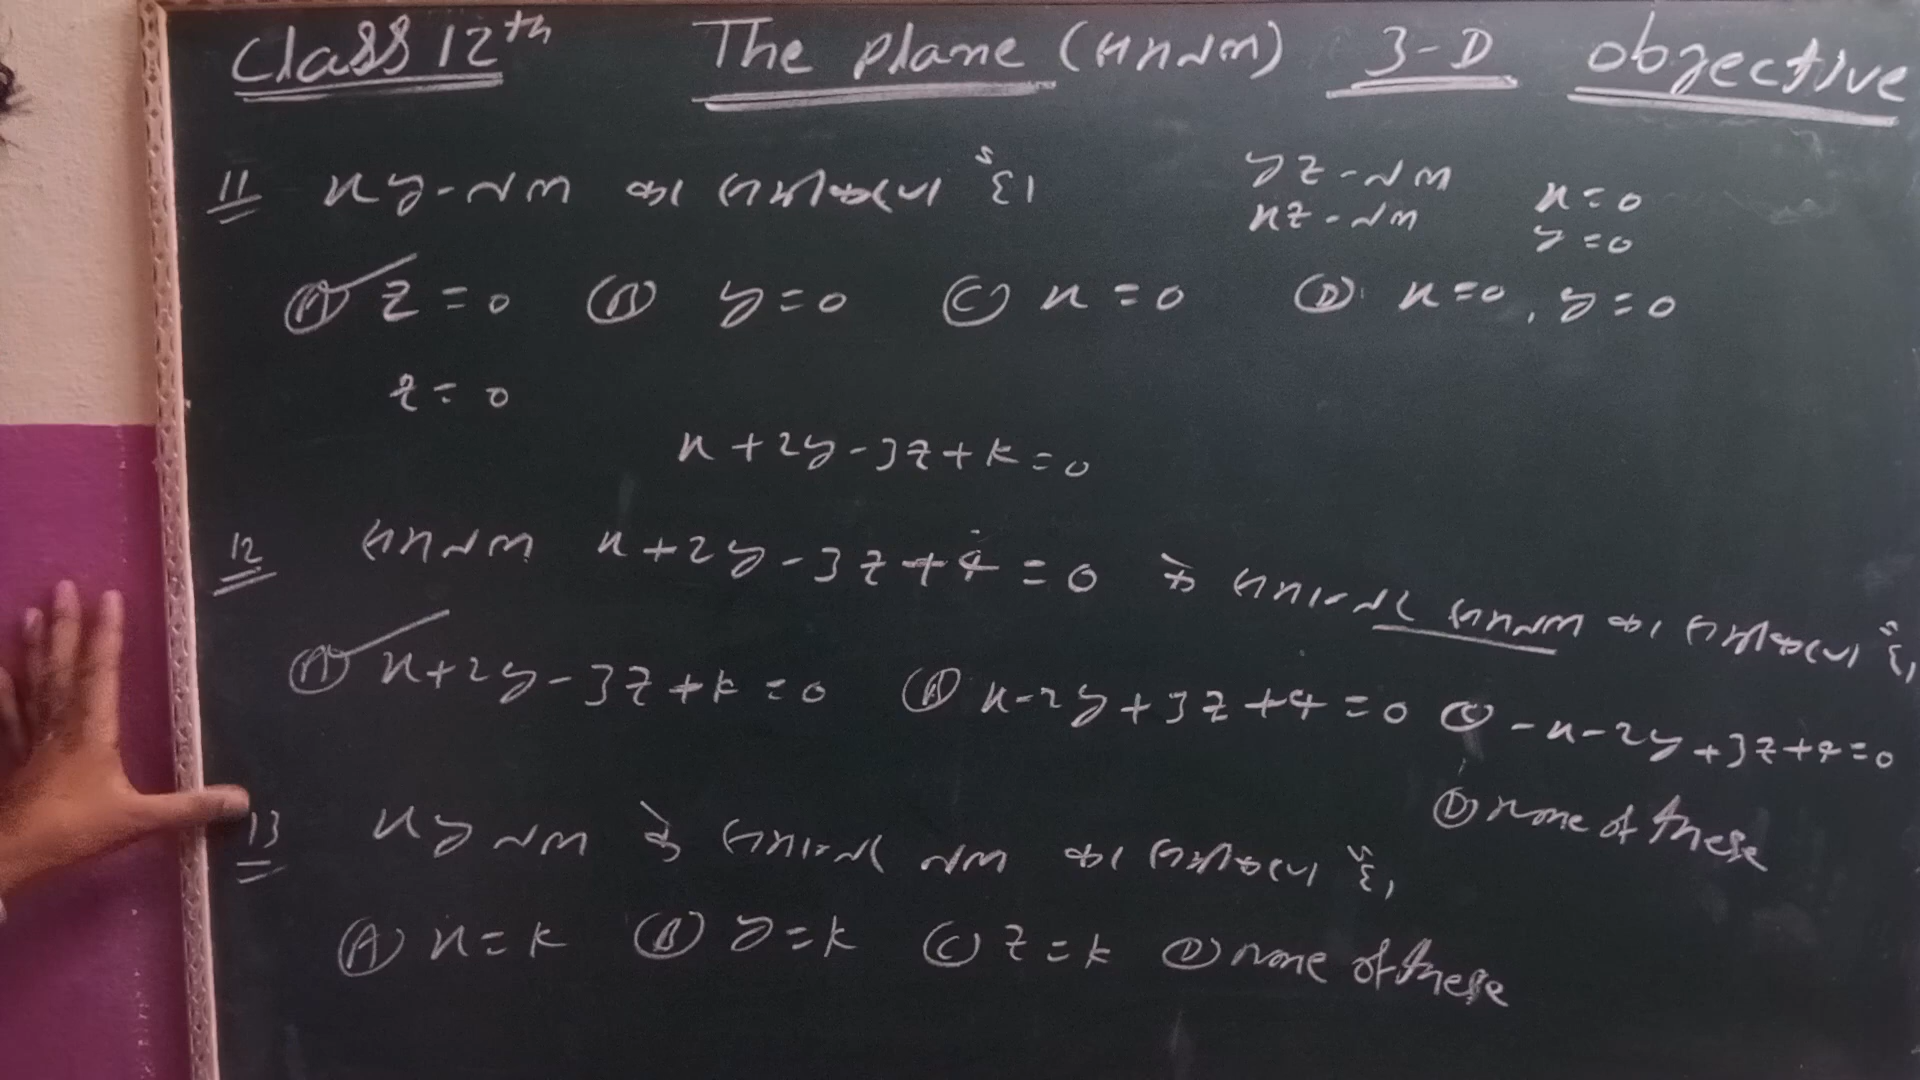 Class 12th The plane (समतल) 3-D objective
11 xy-तल का समीकरण है।
yz-तल x=0
xz-तल y=0
(A) z=0 (B) y=0 (C) x=0 (D) x=0, y=0
z=0
x+2y-3z+k=0
12 समतल x+2y-3z+4=0 के समान्तर समतल का समीकरण है।
(A) x+2y-3z+k=0 (B) x-2y+3z+4=0 (C) -x-2y+3z+4=0
(D) none of these
13 xy तल के समान्तर तल का समीकरण है।
(A) x=k (B) y=k (C) z=k (D) none of these